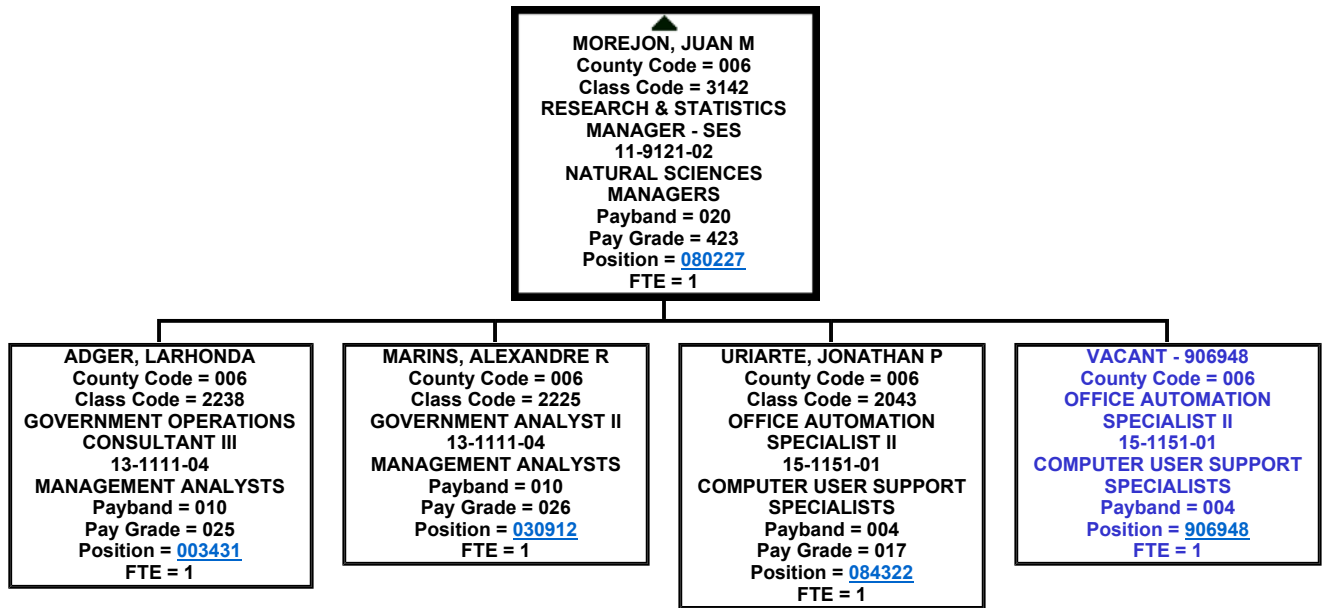 MOREJON, JUAN M
County Code = 006
Class Code = 3142
RESEARCH & STATISTICS
MANAGER - SES
11-9121-02
NATURAL SCIENCES
MANAGERS
Payband = 020
Pay Grade = 423
Position = 080227
FTE = 1
ADGER, LARHONDA
County Code = 006
Class Code = 2238
GOVERNMENT OPERATIONS
CONSULTANT III
13-1111-04
MANAGEMENT ANALYSTS
Payband = 010
Pay Grade = 025
Position = 003431
FTE = 1
MARINS, ALEXANDRE R
County Code = 006
Class Code = 2225
GOVERNMENT ANALYST II
13-1111-04
MANAGEMENT ANALYSTS
Payband = 010
Pay Grade = 026
Position = 030912
FTE = 1
URIARTE, JONATHAN P
County Code = 006
Class Code = 2043
OFFICE AUTOMATION
SPECIALIST II
15-1151-01
COMPUTER USER SUPPORT
SPECIALISTS
Payband = 004
Pay Grade = 017
Position = 084322
FTE = 1
VACANT - 906948
County Code = 006
OFFICE AUTOMATION
SPECIALIST II
15-1151-01
COMPUTER USER SUPPORT
SPECIALISTS
Payband = 004
Position = 906948
FTE = 1